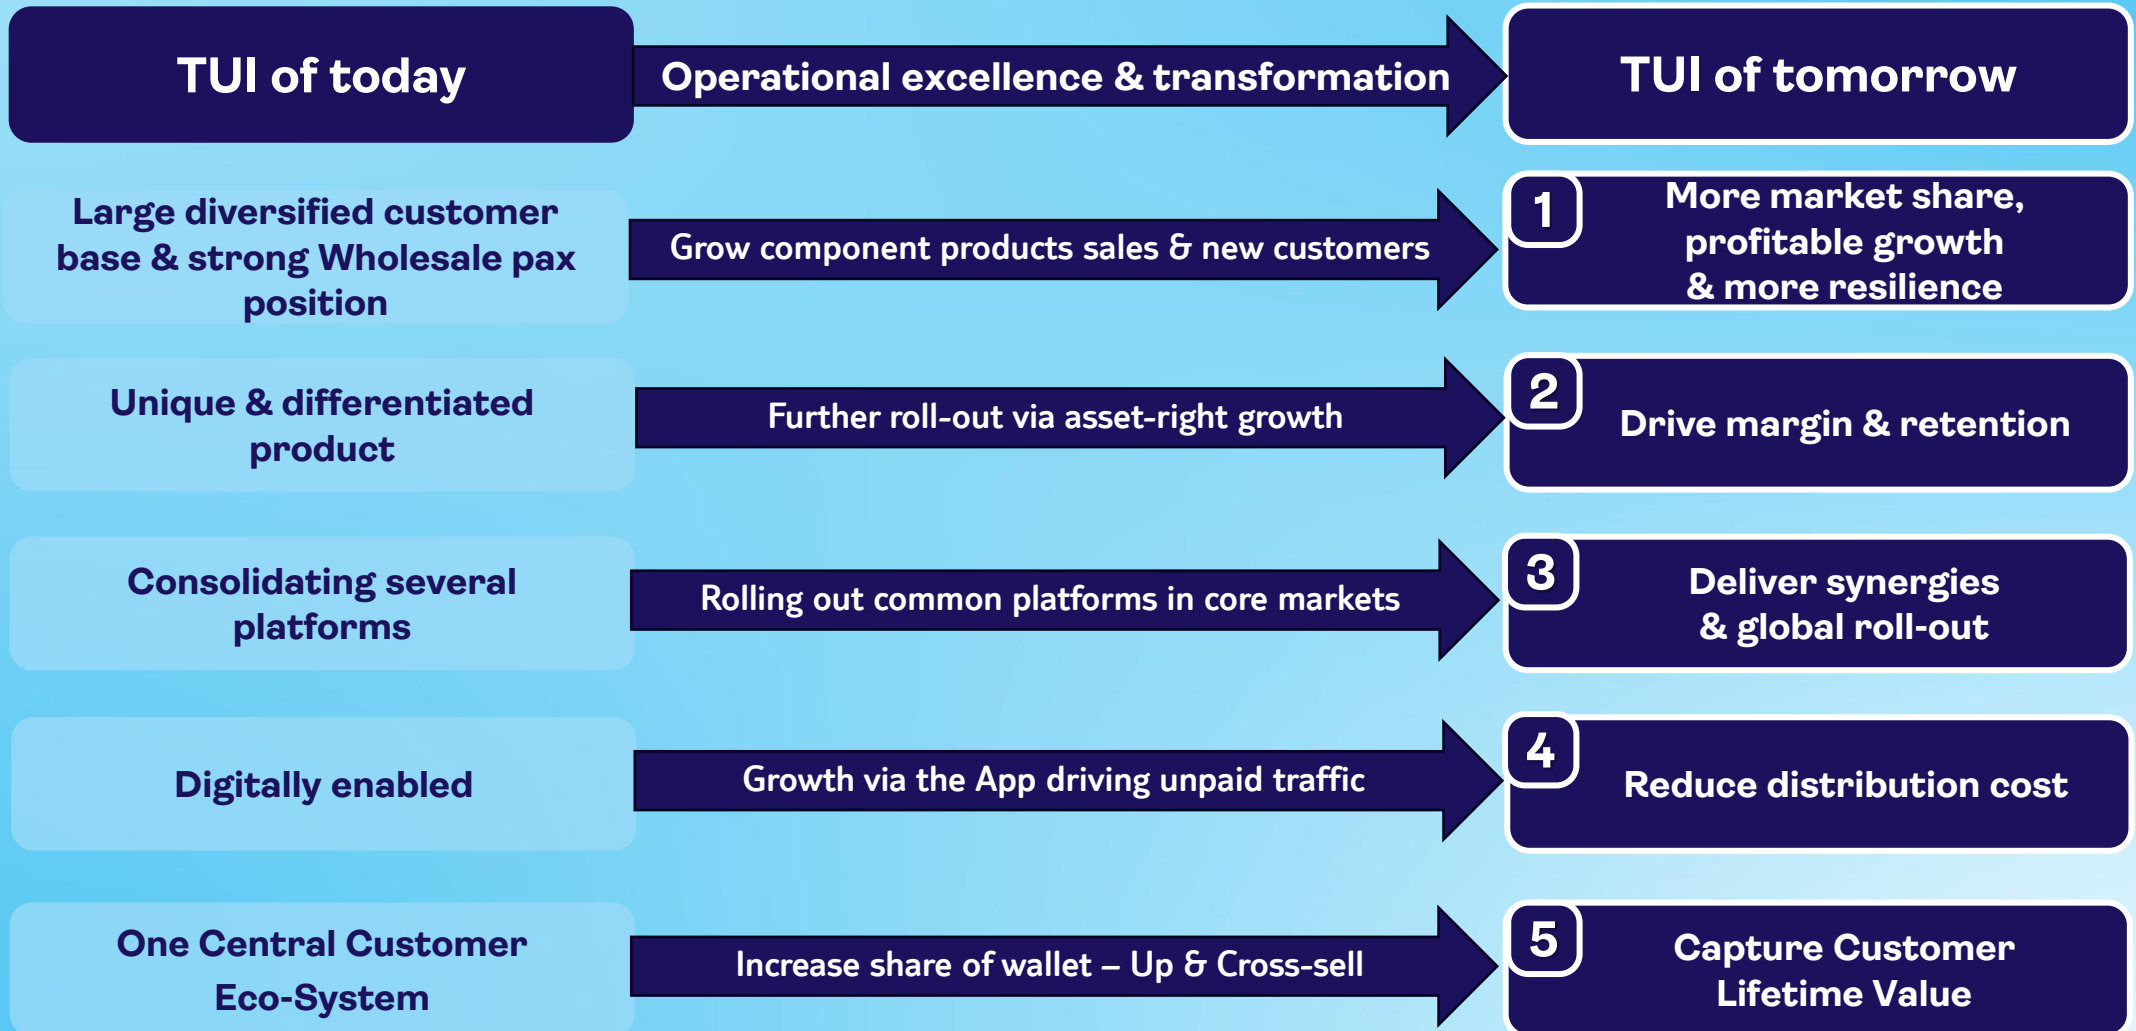 TUI of today
Operational excellence & transformation
TUI of tomorrow
Large diversified customer
base & strong Wholesale pax
position
Grow component products sales & new customers
1
More market share,
profitable growth
& more resilience
Unique & differentiated
product
Further roll-out via asset-right growth
2
Drive margin & retention
Consolidating several
platforms
Rolling out common platforms in core markets
3
Deliver synergies
& global roll-out
Digitally enabled
Growth via the App driving unpaid traffic
4
Reduce distribution cost
One Central Customer
Eco-System
Increase share of wallet – Up & Cross-sell
5
Capture Customer
Lifetime Value